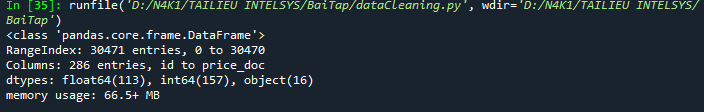 In [35]: runfile('D:/N4K1/TAILIEU INTELSYS/BaiTap/dataCleaning.py', wdir='D:/N4K1/TAILIEU INTELSYS/
BaiTap')
<class 'pandas.core.frame.DataFrame'>
RangeIndex: 30471 entries, 0 to 30470
Columns: 286 entries, id to price_doc
dtypes: float64(113), int64(157), object(16)
memory usage: 66.5+ MB